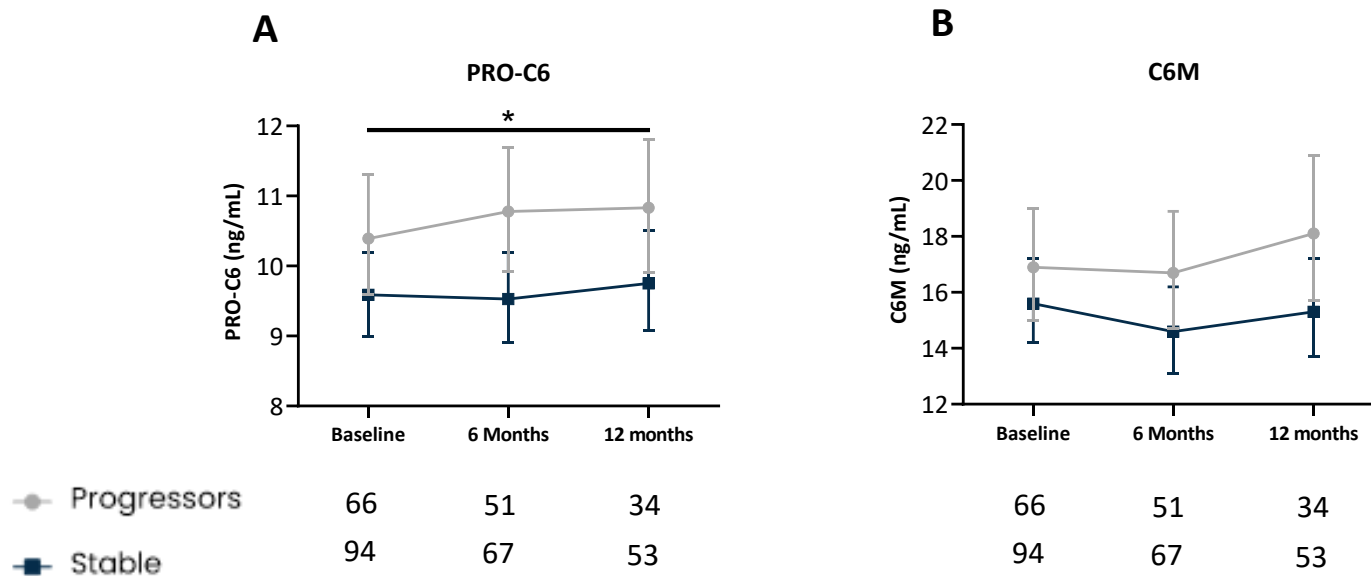 A
PRO-C6
*
12
11
10
9
8
PRO-C6 (ng/mL)
Baseline
6 Months
12 months
B
C6M
22
20
18
16
14
12
C6M (ng/mL)
Baseline
6 Months
12 months
Progressors
66
51
34
66
51
34
Stable
94
67
53
94
67
53